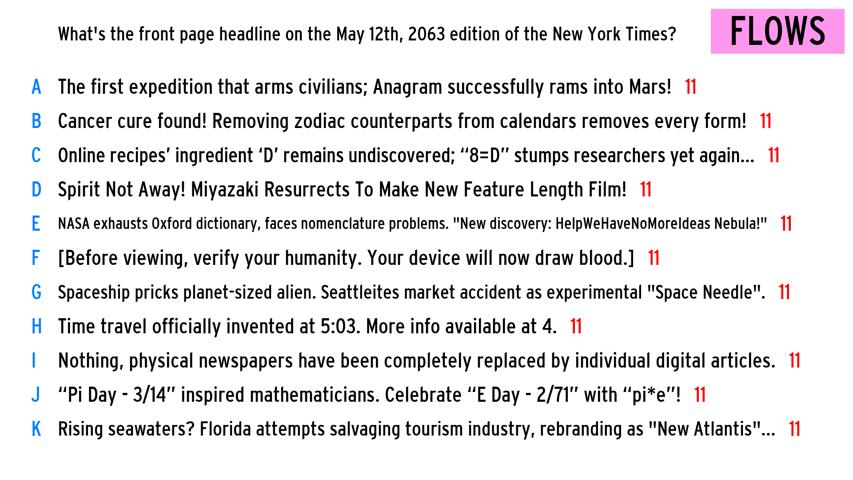 What's the front page headline on the May 12th, 2063 edition of the New York Times?
FLOWS
A The first expedition that arms civilians; Anagram successfully rams into Mars! 11
B Cancer cure found! Removing zodiac counterparts from calendars removes every form! 11
C Online recipes’ ingredient ‘D’ remains undiscovered; “8=D” stumps researchers yet again... 11
D Spirit Not Away! Miyazaki Resurrects To Make New Feature Length Film! 11
E NASA exhausts Oxford dictionary, faces nomenclature problems. "New discovery: HelpWeHaveNoMoreIdeas Nebula!" 11
F [Before viewing, verify your humanity. Your device will now draw blood.] 11
G Spaceship pricks planet-sized alien. Seattleites market accident as experimental "Space Needle". 11
H Time travel officially invented at 5:03. More info available at 4. 11
I Nothing, physical newspapers have been completely replaced by individual digital articles. 11
J “Pi Day - 3/14” inspired mathematicians. Celebrate “E Day - 2/71” with “pi*e”! 11
K Rising seawaters? Florida attempts salvaging tourism industry, rebranding as "New Atlantis"... 11